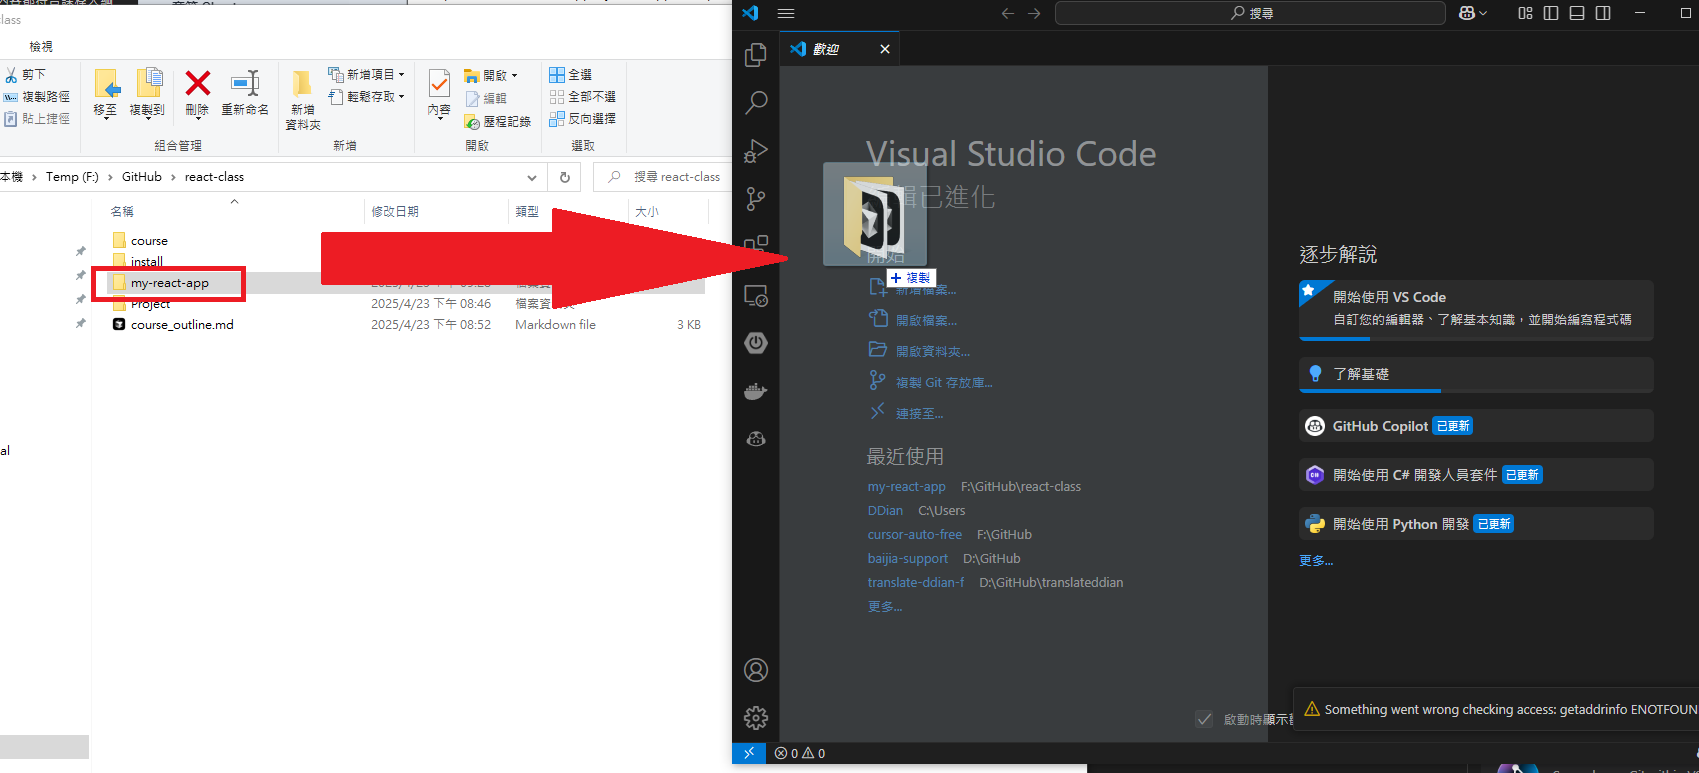 class
檢視
剪下
複製路徑
貼上捷徑
移至
複製到
刪除
重新命名
新增
資料夾
新增項目
輕鬆存取
內容
開啟
編輯
歷程記錄
全選
全部不選
反向選擇
組合管理
新增
開啟
選取
本機 › Temp (F:) › GitHub › react-class
搜尋 react-class
名稱 修改日期 類型 大小
course
install
my-react-app
Project 2025/4/23 下午 08:46
course_outline.md 2025/4/23 下午 08:52 Markdown file 3 KB
al
搜尋
歡迎
Visual Studio Code
輯已進化
開始
複製
新增檔案...
開啟檔案...
開啟資料夾...
複製 Git 存放庫...
連接至...
最近使用
my-react-app F:\GitHub\react-class
DDian C:\Users
cursor-auto-free F:\GitHub
baijia-support D:\GitHub
translate-ddian-f D:\GitHub\translateddian
更多...
逐步解說
開始使用 VS Code
自訂您的編輯器、了解基本知識，並開始編寫程式碼
了解基礎
GitHub Copilot 已更新
開始使用 C# 開發人員套件 已更新
開始使用 Python 開發 已更新
更多...
啟動時顯示
Something went wrong checking access: getaddrinfo ENOTFOUN
0 0